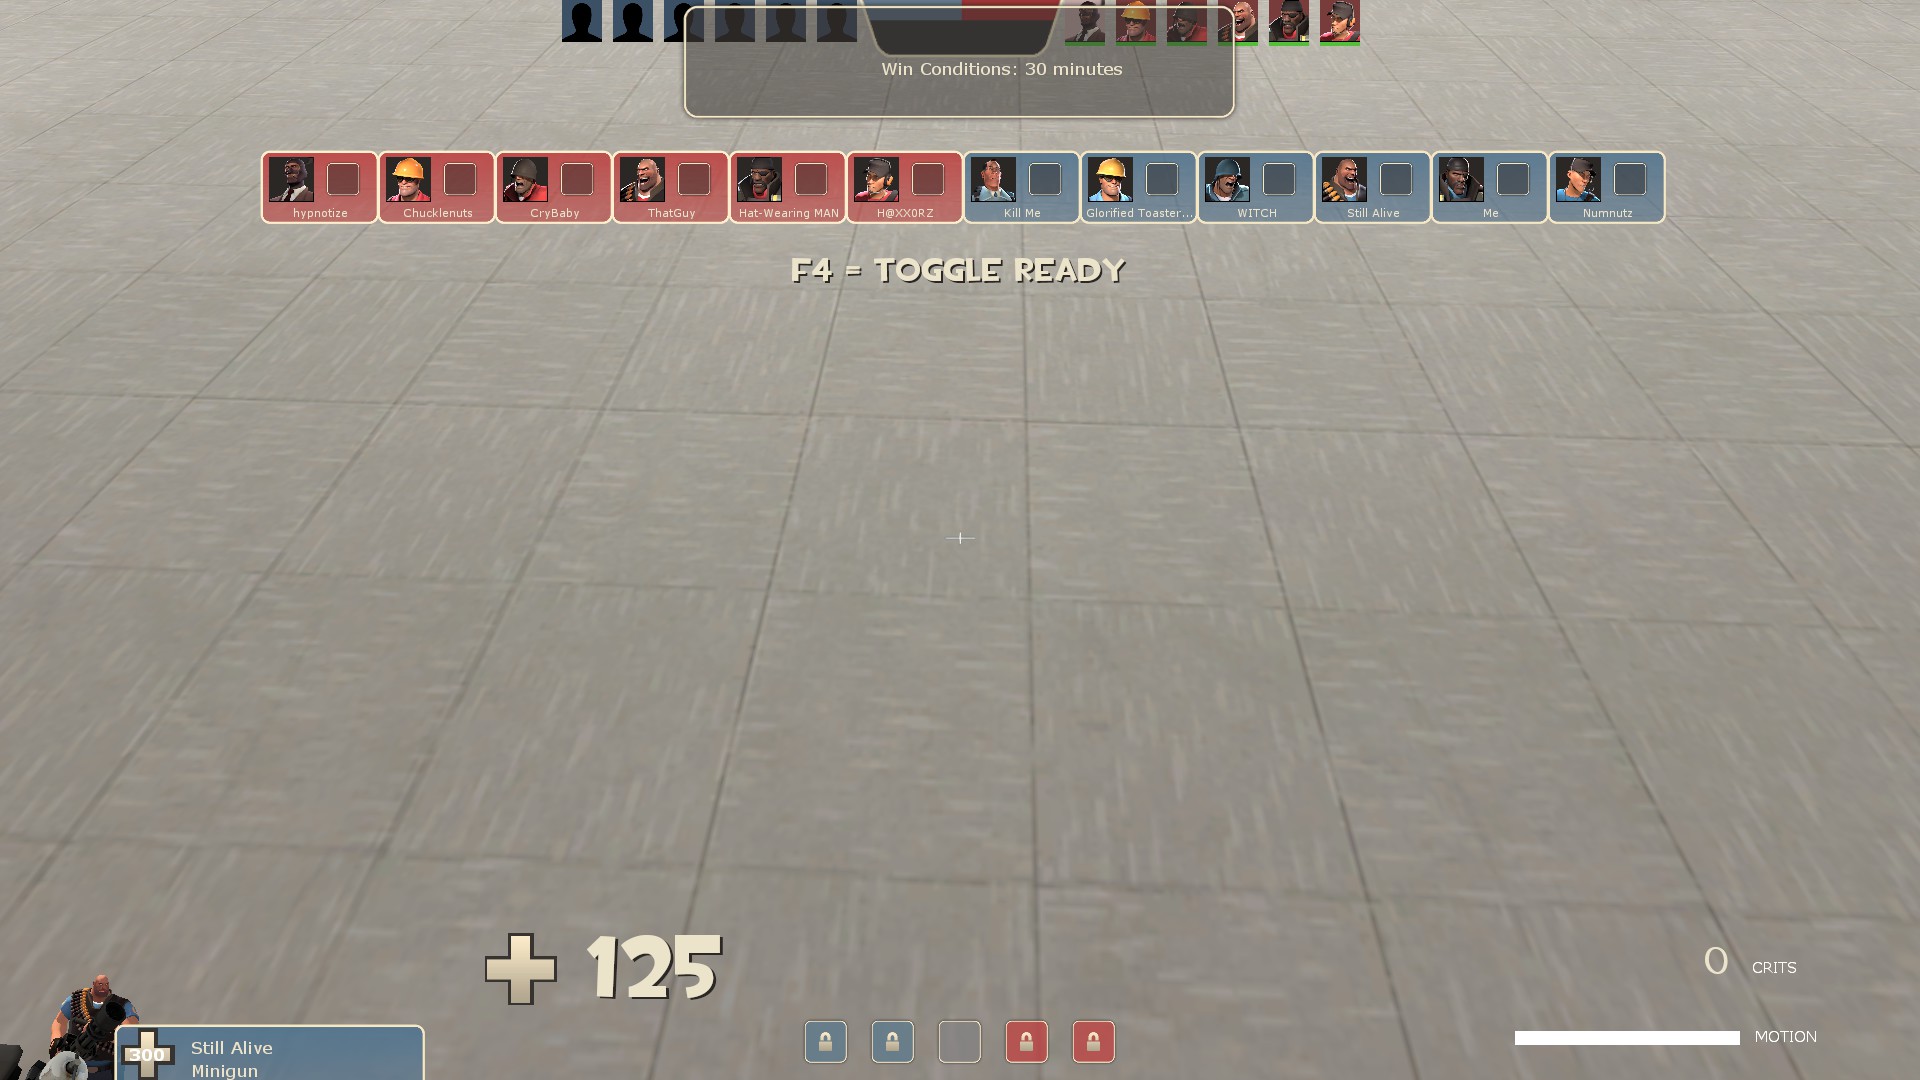 Win Conditions: 30 minutes
hypnotize
Chucklenuts
CryBaby
ThatGuy
Hat-Wearing MAN
H@XX0RZ
Kill Me
Glorified Toaster...
WITCH
Still Alive
Me
Numnutz
F4 = TOGGLE READY
125
0 CRITS
MOTION
300
Still Alive
Minigun